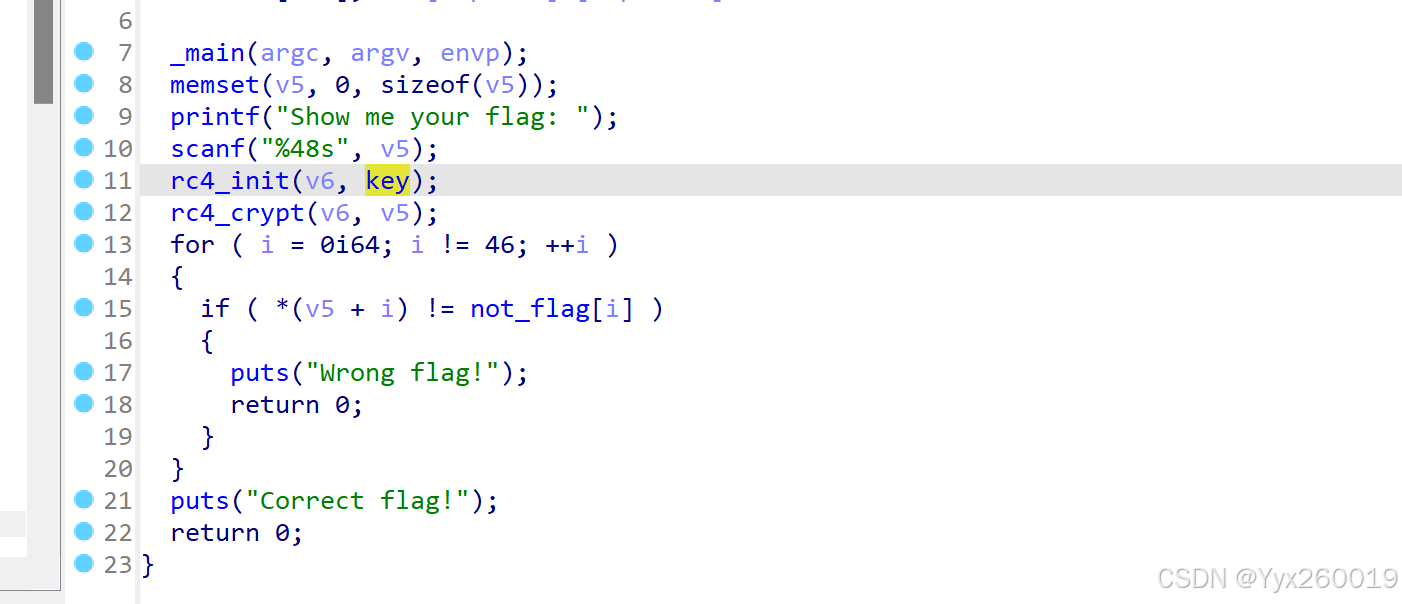 6
7 _main(argc, argv, envp);
8 memset(v5, 0, sizeof(v5));
9 printf("Show me your flag: ");
10 scanf("%48s", v5);
11 rc4_init(v6, key);
12 rc4_crypt(v6, v5);
13 for ( i = 0i64; i != 46; ++i )
14 {
15 if ( *(v5 + i) != not_flag[i] )
16 {
17 puts("Wrong flag!");
18 return 0;
19 }
20 }
21 puts("Correct flag!");
22 return 0;
23 }
CSDN @Yyx260019